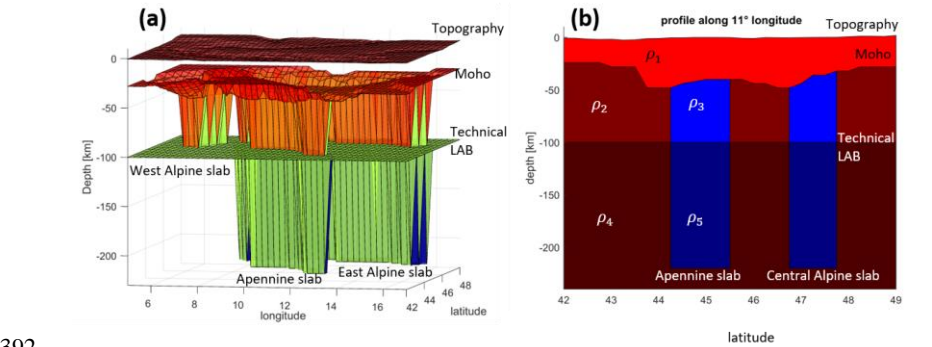 (a)
Topography
0
Moho
-50
Depth [km]
Technical
LAB
-100
West Alpine slab
-150
-200
Apennine slab
East Alpine slab
6
8
10
12
14
16
42
44
46
48
longitude
latitude
(b)
profile along 11° longitude
Topography
0
ρ1
Moho
-50
ρ2
ρ3
depth [km]
-100
Technical
LAB
-150
ρ4
ρ5
-200
Apennine slab
Central Alpine slab
42
43
44
45
46
47
48
49
latitude